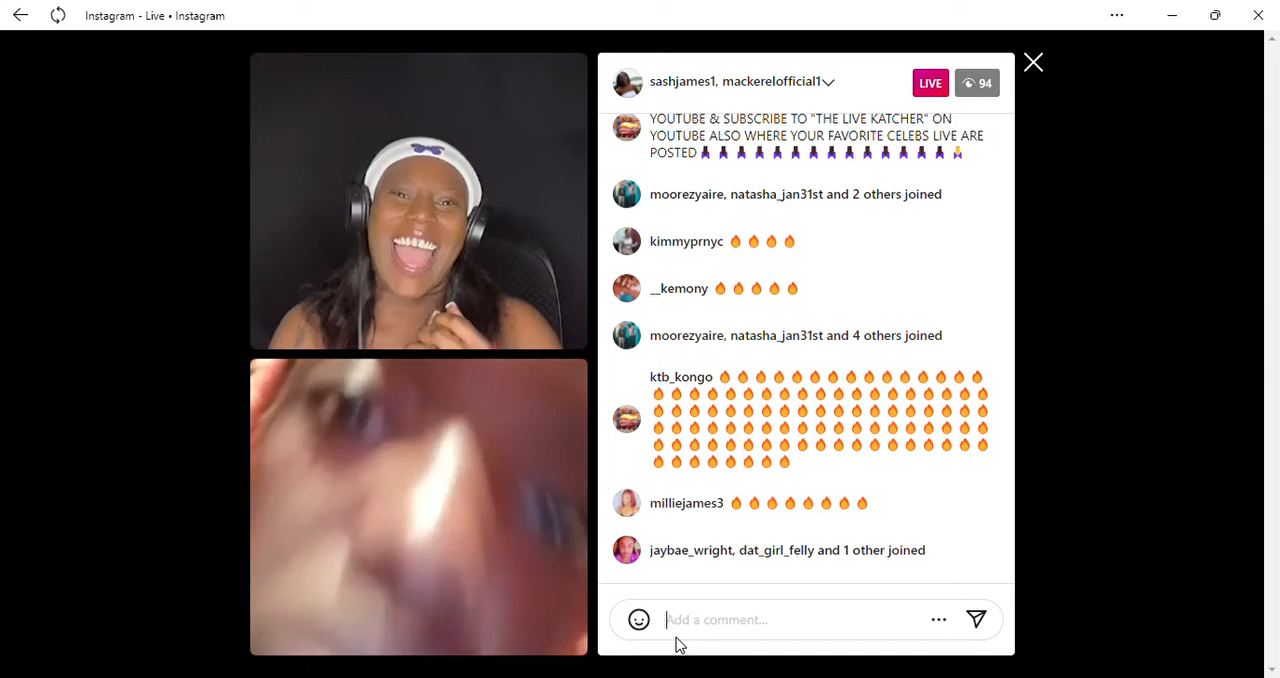 Instagram - Live • Instagram
sashjames1, mackerelofficial1
LIVE
94
YOUTUBE & SUBSCRIBE TO "THE LIVE KATCHER" ON
YOUTUBE ALSO WHERE YOUR FAVORITE CELEBS LIVE ARE
POSTED
moorezyaire, natasha_jan31st and 2 others joined
kimmyprnyc 🔥🔥🔥🔥
__kemony 🔥🔥🔥🔥🔥
moorezyaire, natasha_jan31st and 4 others joined
ktb_kongo 🔥🔥🔥🔥🔥🔥🔥🔥🔥🔥🔥🔥🔥🔥🔥
🔥🔥🔥🔥🔥🔥🔥🔥🔥🔥🔥🔥🔥🔥🔥🔥🔥🔥🔥
🔥🔥🔥🔥🔥🔥🔥🔥🔥🔥🔥🔥🔥🔥🔥🔥🔥🔥🔥
🔥🔥🔥🔥🔥🔥🔥🔥🔥🔥🔥🔥🔥🔥🔥🔥🔥🔥🔥
🔥🔥🔥🔥🔥🔥🔥🔥🔥🔥🔥🔥🔥🔥🔥🔥🔥🔥🔥
🔥🔥🔥🔥🔥🔥🔥🔥
milliejames3 🔥🔥🔥🔥🔥🔥🔥🔥
jaybae_wright, dat_girl_felly and 1 other joined
Add a comment...